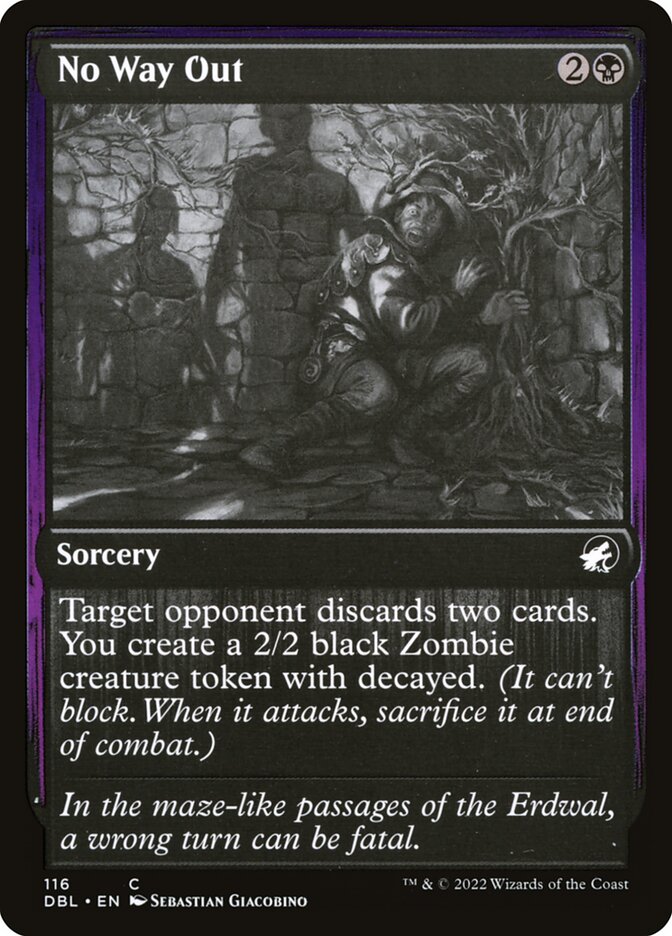 No Way Out 2
Sorcery
Target opponent discards two cards.
You create a 2/2 black Zombie
creature token with decayed. (It can't
block. When it attacks, sacrifice it at end
of combat.)
In the maze-like passages of the Erdwal,
a wrong turn can be fatal.
116 C
DBL • EN Sebastian Giacobino
™ & © 2022 Wizards of the Coast